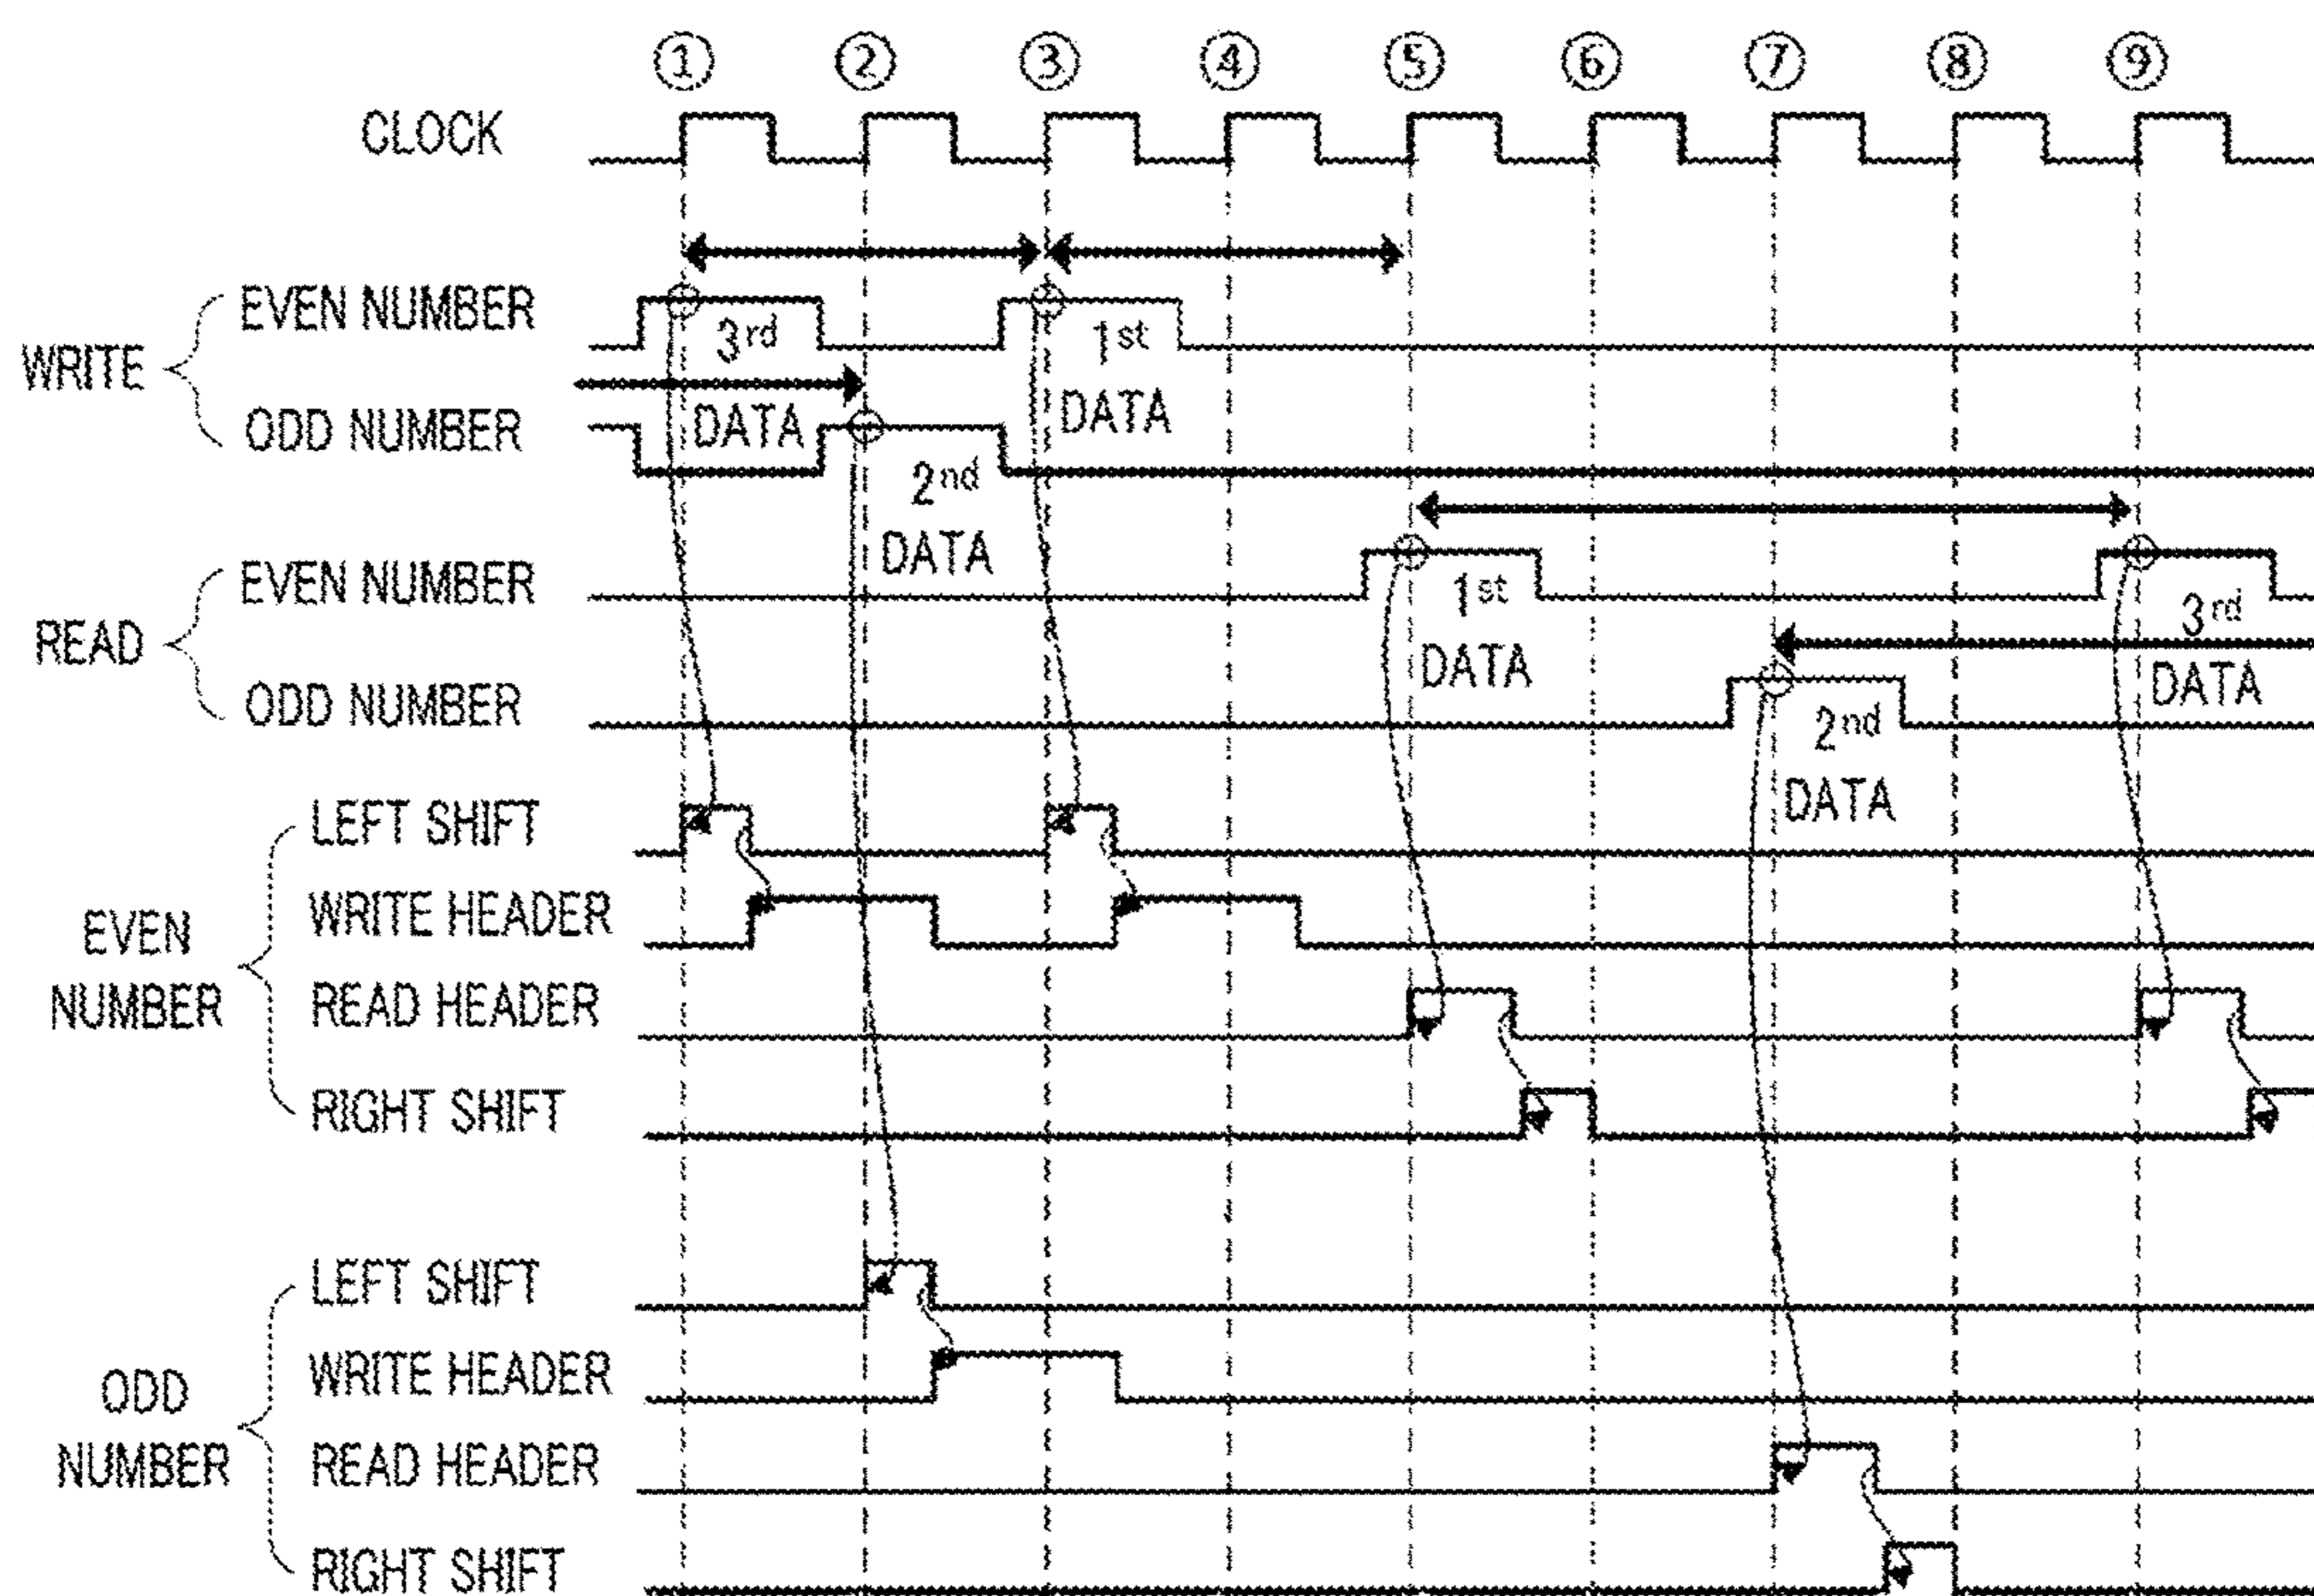 ① ② ③ ④ ⑤ ⑥ ⑦ ⑧ ⑨
CLOCK
WRITE
EVEN NUMBER
3rd
DATA
1st
DATA
ODD NUMBER
2nd
DATA
READ
EVEN NUMBER
1st
DATA
3rd
DATA
ODD NUMBER
2nd
DATA
EVEN
NUMBER
LEFT SHIFT
WRITE HEADER
READ HEADER
RIGHT SHIFT
ODD
NUMBER
LEFT SHIFT
WRITE HEADER
READ HEADER
RIGHT SHIFT